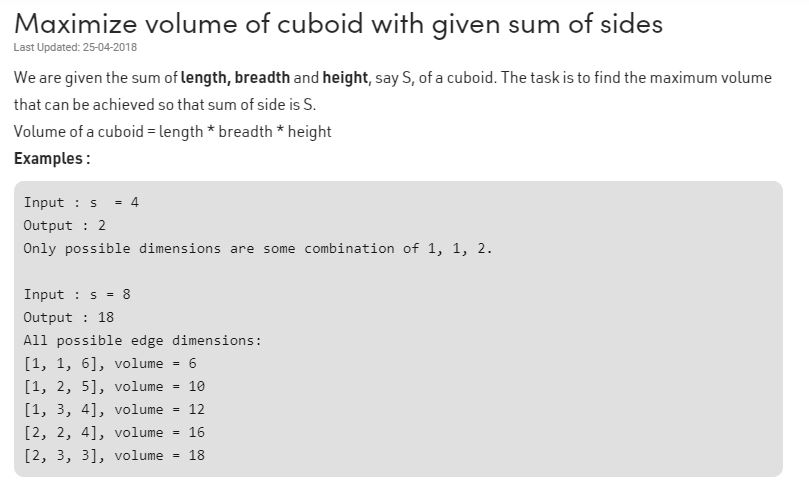 Maximize volume of cuboid with given sum of sides
Last Updated: 25-04-2018
We are given the sum of length, breadth and height, say S, of a cuboid. The task is to find the maximum volume
that can be achieved so that sum of side is S.
Volume of a cuboid = length * breadth * height
Examples :
Input : s  = 4
Output : 2
Only possible dimensions are some combination of 1, 1, 2.
Input : s = 8
Output : 18
All possible edge dimensions:
[1, 1, 6], volume = 6
[1, 2, 5], volume = 10
[1, 3, 4], volume = 12
[2, 2, 4], volume = 16
[2, 3, 3], volume = 18